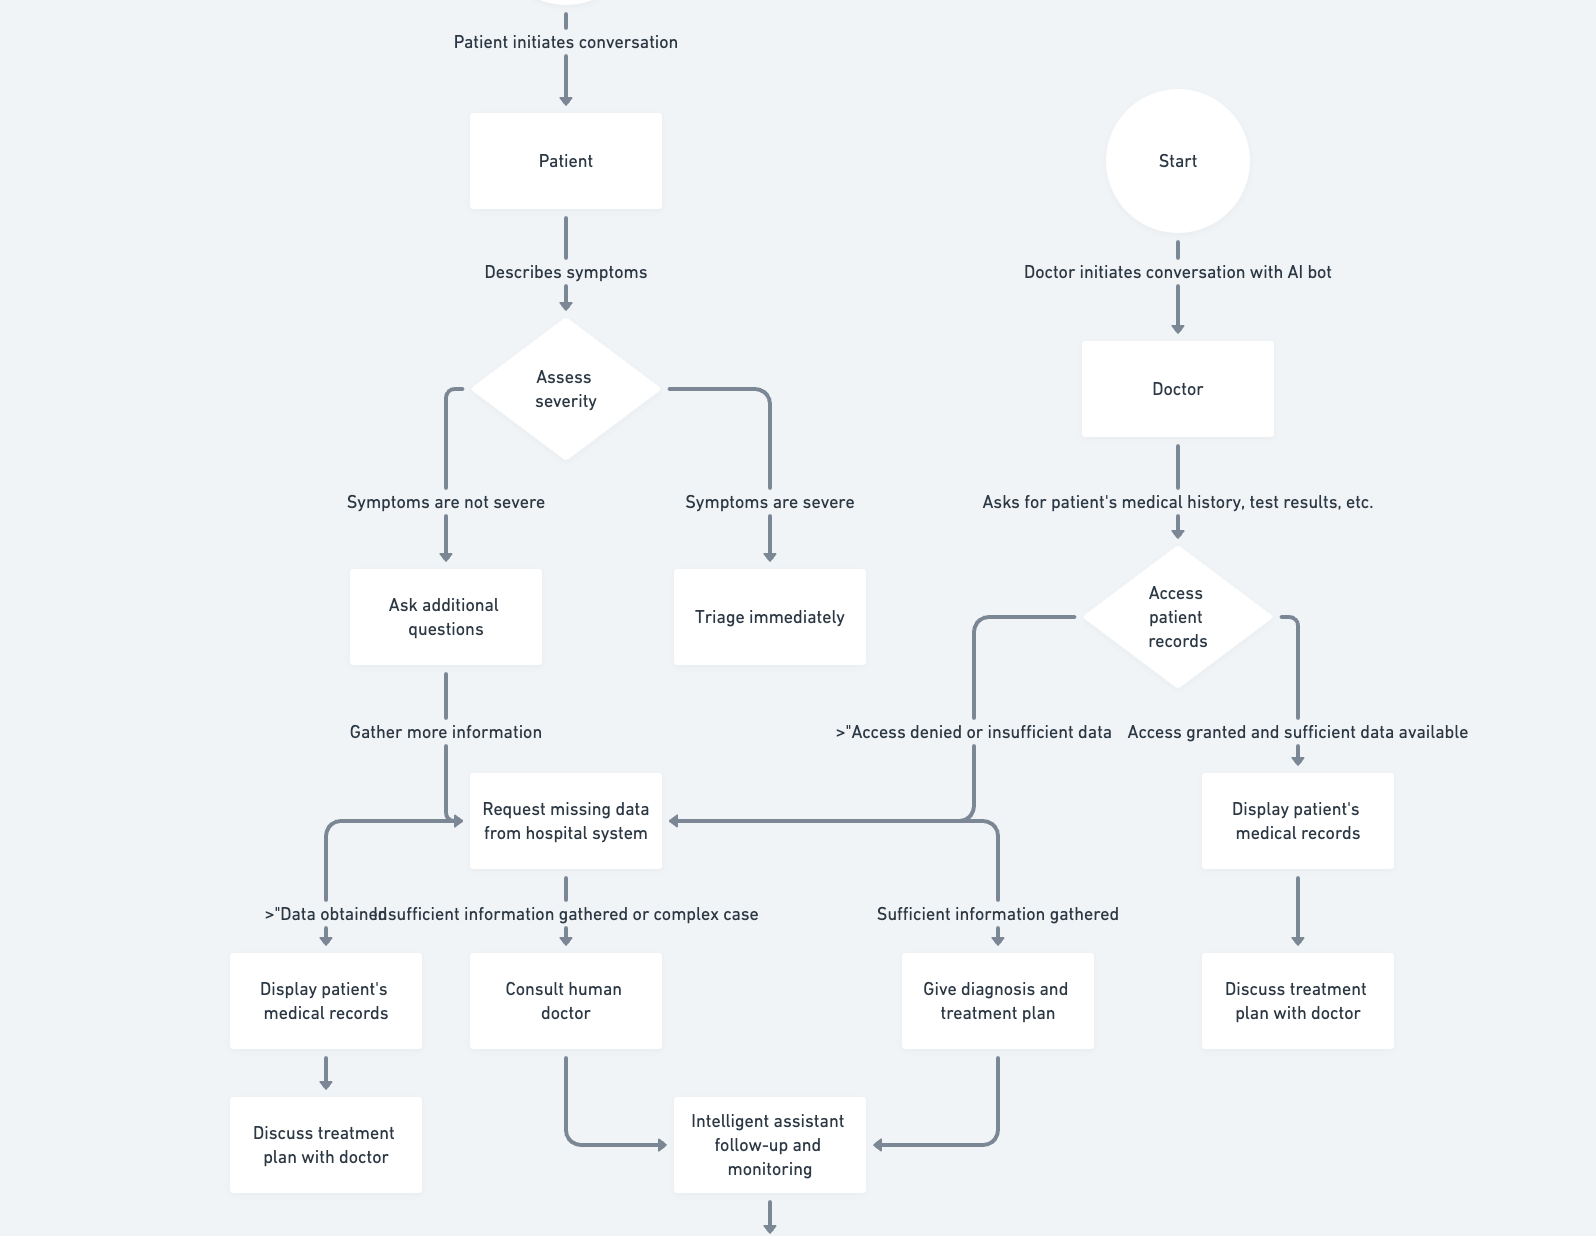 Patient initiates conversation
Patient
Start
Describes symptoms
Doctor initiates conversation with AI bot
Assess
severity
Doctor
Symptoms are not severe
Symptoms are severe
Asks for patient's medical history, test results, etc.
Ask additional
questions
Triage immediately
Access
patient
records
Gather more information
>"Access denied or insufficient data
Access granted and sufficient data available
Request missing data
from hospital system
Display patient's
medical records
>"Data obtained
Insufficient information gathered or complex case
Sufficient information gathered
Display patient's
medical records
Consult human
doctor
Give diagnosis and
treatment plan
Discuss treatment
plan with doctor
Discuss treatment
plan with doctor
Intelligent assistant
follow-up and
monitoring